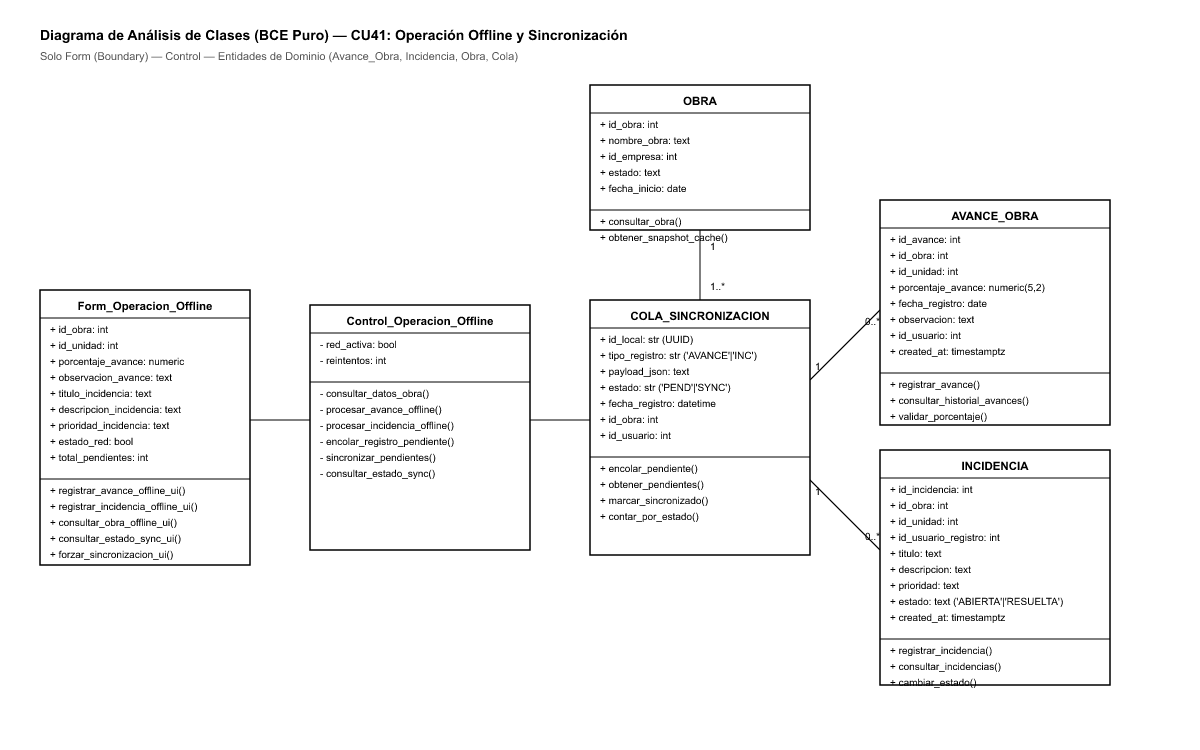 Diagrama de Análisis de Clases (BCE Puro) — CU41: Operación Offline y Sincronización
Solo Form (Boundary) — Control — Entidades de Dominio (Avance_Obra, Incidencia, Obra, Cola)
Form_Operacion_Offline
+ id_obra: int
+ id_unidad: int
+ porcentaje_avance: numeric
+ observacion_avance: text
+ titulo_incidencia: text
+ descripcion_incidencia: text
+ prioridad_incidencia: text
+ estado_red: bool
+ total_pendientes: int
+ registrar_avance_offline_ui()
+ registrar_incidencia_offline_ui()
+ consultar_obra_offline_ui()
+ consultar_estado_sync_ui()
+ forzar_sincronizacion_ui()
Control_Operacion_Offline
- red_activa: bool
- reintentos: int
- consultar_datos_obra()
- procesar_avance_offline()
- procesar_incidencia_offline()
- encolar_registro_pendiente()
- sincronizar_pendientes()
- consultar_estado_sync()
OBRA
+ id_obra: int
+ nombre_obra: text
+ id_empresa: int
+ estado: text
+ fecha_inicio: date
+ consultar_obra()
+ obtener_snapshot_cache()
1
1..*
COLA_SINCRONIZACION
+ id_local: str (UUID)
+ tipo_registro: str ('AVANCE'|'INC')
+ payload_json: text
+ estado: str ('PEND'|'SYNC')
+ fecha_registro: datetime
+ id_obra: int
+ id_usuario: int
+ encolar_pendiente()
+ obtener_pendientes()
+ marcar_sincronizado()
+ contar_por_estado()
1
0..*
1
0..*
AVANCE_OBRA
+ id_avance: int
+ id_obra: int
+ id_unidad: int
+ porcentaje_avance: numeric(5,2)
+ fecha_registro: date
+ observacion: text
+ id_usuario: int
+ created_at: timestamptz
+ registrar_avance()
+ consultar_historial_avances()
+ validar_porcentaje()
INCIDENCIA
+ id_incidencia: int
+ id_obra: int
+ id_unidad: int
+ id_usuario_registro: int
+ titulo: text
+ descripcion: text
+ prioridad: text
+ estado: text ('ABIERTA'|'RESUELTA')
+ created_at: timestamptz
+ registrar_incidencia()
+ consultar_incidencias()
+ cambiar_estado()